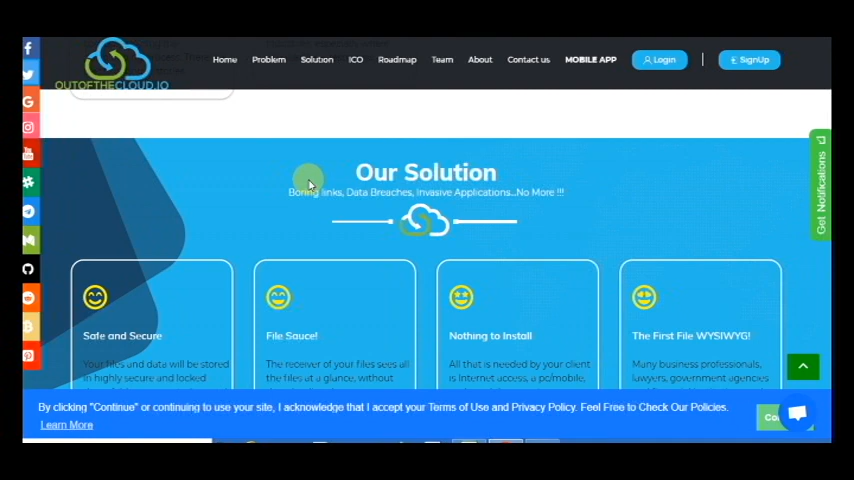 OUTOFTHECLOUD.IO
Home Problem Solution ICO Roadmap Team About Contact us MOBILE APP Login SignUp
Get Notifications
Our Solution
Boring links, Data Breaches, Invasive Applications...No More !!!
Safe and Secure
Your files and data will be stored
in highly secure and locked
File Sauce!
The receiver of your files sees all
the files at a glance, without
Nothing to Install
All that is needed by your client
is Internet access, a pc/mobile,
The First File WYSIWYG!
Many business professionals,
lawyers, government agencies
By clicking "Continue" or continuing to use your site, I acknowledge that I accept your Terms of Use and Privacy Policy. Feel Free to Check Our Policies.
Learn More